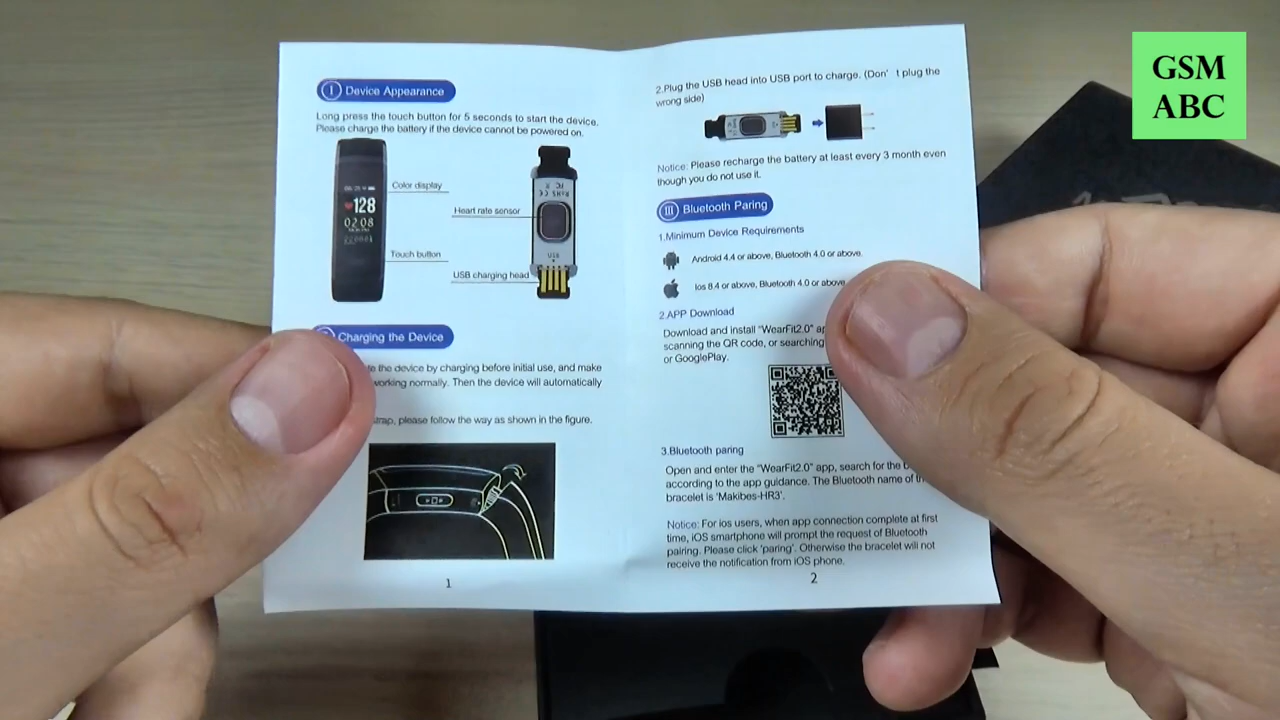 GSM
ABC
I Device Appearance
Long press the touch button for 5 seconds to start the device.
Please charge the battery if the device cannot be powered on.
Color display
128
02:08
Heart rate sensor
Touch button
USB charging head
RoHS CE
FC
USB
Charging the Device
the device by charging before initial use, and make
working normally. Then the device will automatically
strap, please follow the way as shown in the figure.
1
2.Plug the USB head into USB port to charge. (Don't plug the
wrong side)
Notice: Please recharge the battery at least every 3 month even
though you do not use it.
III Bluetooth Paring
1.Minimum Device Requirements
Android 4.4 or above, Bluetooth 4.0 or above.
Ios 8.4 or above, Bluetooth 4.0 or above
2.APP Download
Download and install "WearFit2.0"
scanning the QR code, or searching
or GooglePlay.
3.Bluetooth paring
Open and enter the "WearFit2.0" app, search for the
according to the app guidance. The Bluetooth name of
bracelet is 'Makibes-HR3'.
Notice: For ios users, when app connection complete at first
time, iOS smartphone will prompt the request of Bluetooth
pairing. Please click 'paring'. Otherwise the bracelet will not
receive the notification from iOS phone.
2